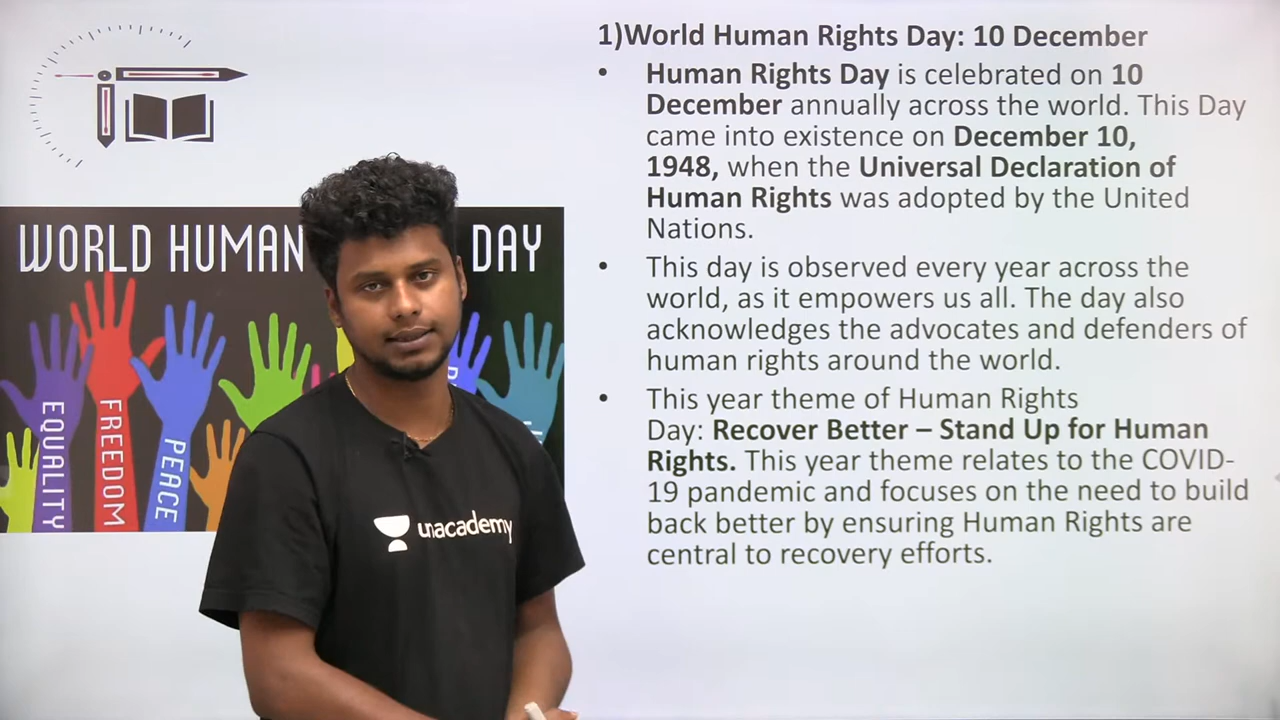 1)World Human Rights Day: 10 December
• Human Rights Day is celebrated on 10
December annually across the world. This Day
came into existence on December 10,
1948, when the Universal Declaration of
Human Rights was adopted by the United
Nations.
• This day is observed every year across the
world, as it empowers us all. The day also
acknowledges the advocates and defenders of
human rights around the world.
• This year theme of Human Rights
Day: Recover Better – Stand Up for Human
Rights. This year theme relates to the COVID-
19 pandemic and focuses on the need to build
back better by ensuring Human Rights are
central to recovery efforts.
WORLD HUMAN DAY
EQUALITY
FREEDOM
PEACE
unacademy